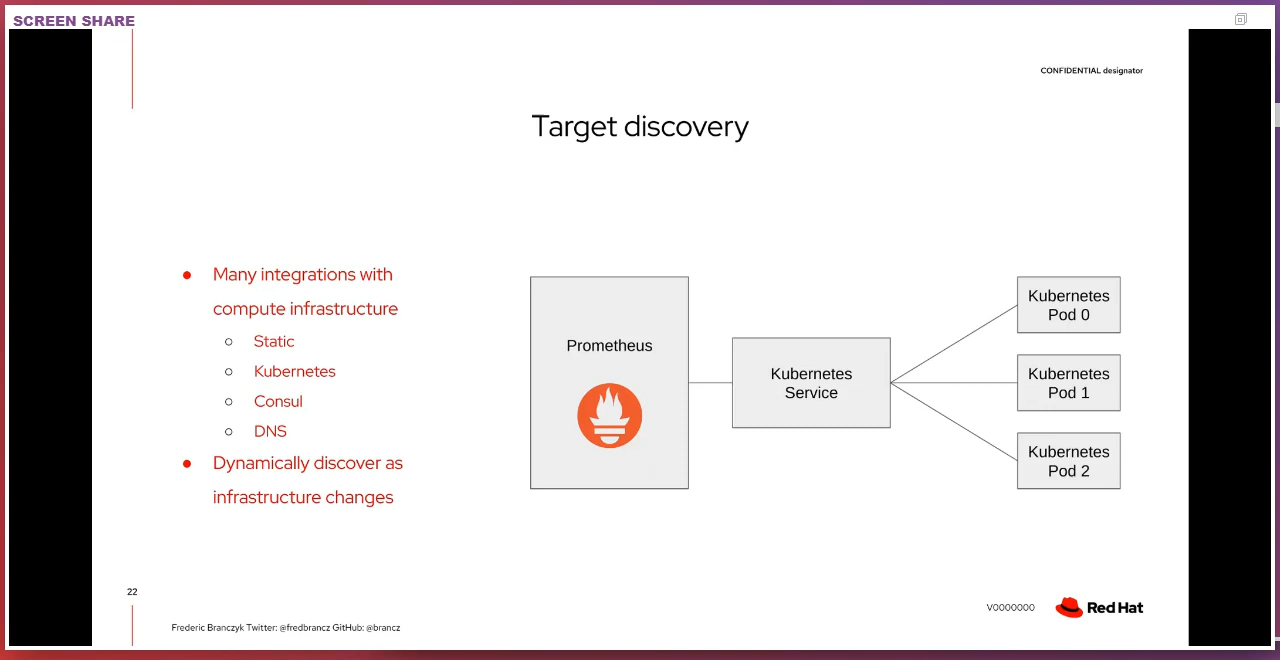 SCREEN SHARE
CONFIDENTIAL designator
Target discovery
Many integrations with
compute infrastructure
Static
Kubernetes
Consul
DNS
Dynamically discover as
infrastructure changes
Prometheus
Kubernetes
Service
Kubernetes
Pod 0
Kubernetes
Pod 1
Kubernetes
Pod 2
22
V0000000
Red Hat
Frederic Branczyk Twitter: @fredbrancz GitHub: @brancz